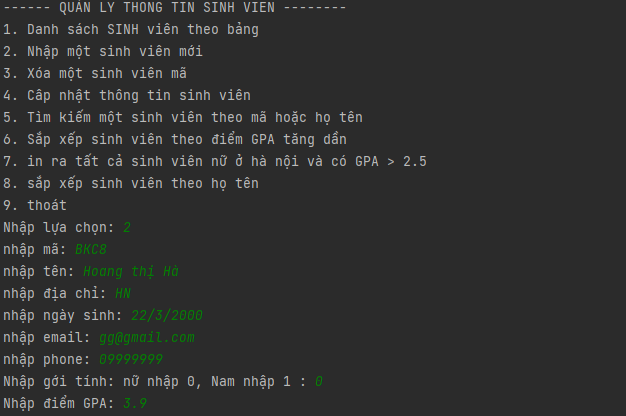 ------ QUẢN LÝ THÔNG TIN SINH VIÊN --------
1. Danh sách SINH viên theo bảng
2. Nhập một sinh viên mới
3. Xóa một sinh viên mã
4. Câp nhật thông tin sinh viên
5. Tìm kiếm một sinh viên theo mã hoặc họ tên
6. Sắp xếp sinh viên theo điểm GPA tăng dần
7. in ra tất cả sinh viên nữ ở hà nội và có GPA > 2.5
8. sắp xếp sinh viên theo họ tên
9. thoát
Nhập lựa chọn: 2
nhập mã: BKC8
nhập tên: Hoang thị Hà
nhập địa chỉ: HN
nhập ngày sinh: 22/3/2000
nhập email: gg@gmail.com
nhập phone: 09999999
Nhập gới tính: nữ nhập 0, Nam nhập 1 : 0
Nhập điểm GPA: 3.9